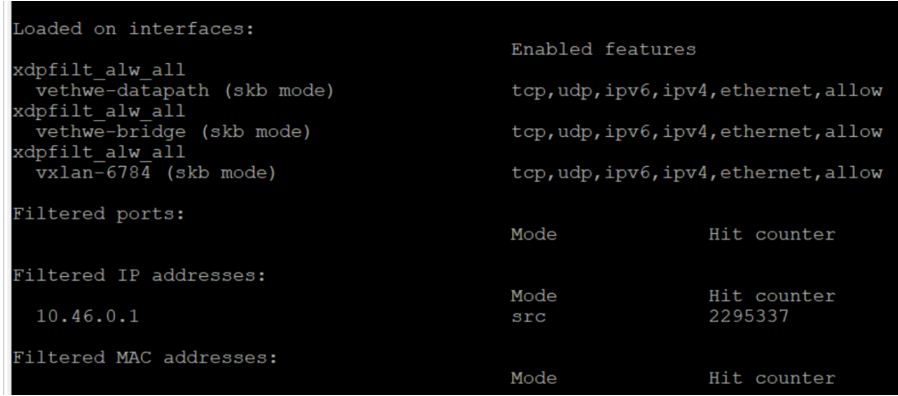 Loaded on interfaces:
Enabled features
xdpfilt_alw_all
vethwe-datapath (skb mode) tcp,udp,ipv6,ipv4,ethernet,allow
xdpfilt_alw_all
vethwe-bridge (skb mode) tcp,udp,ipv6,ipv4,ethernet,allow
xdpfilt_alw_all
vxlan-6784 (skb mode) tcp,udp,ipv6,ipv4,ethernet,allow
Filtered ports:
Mode Hit counter
Filtered IP addresses:
Mode Hit counter
10.46.0.1 src 2295337
Filtered MAC addresses:
Mode Hit counter